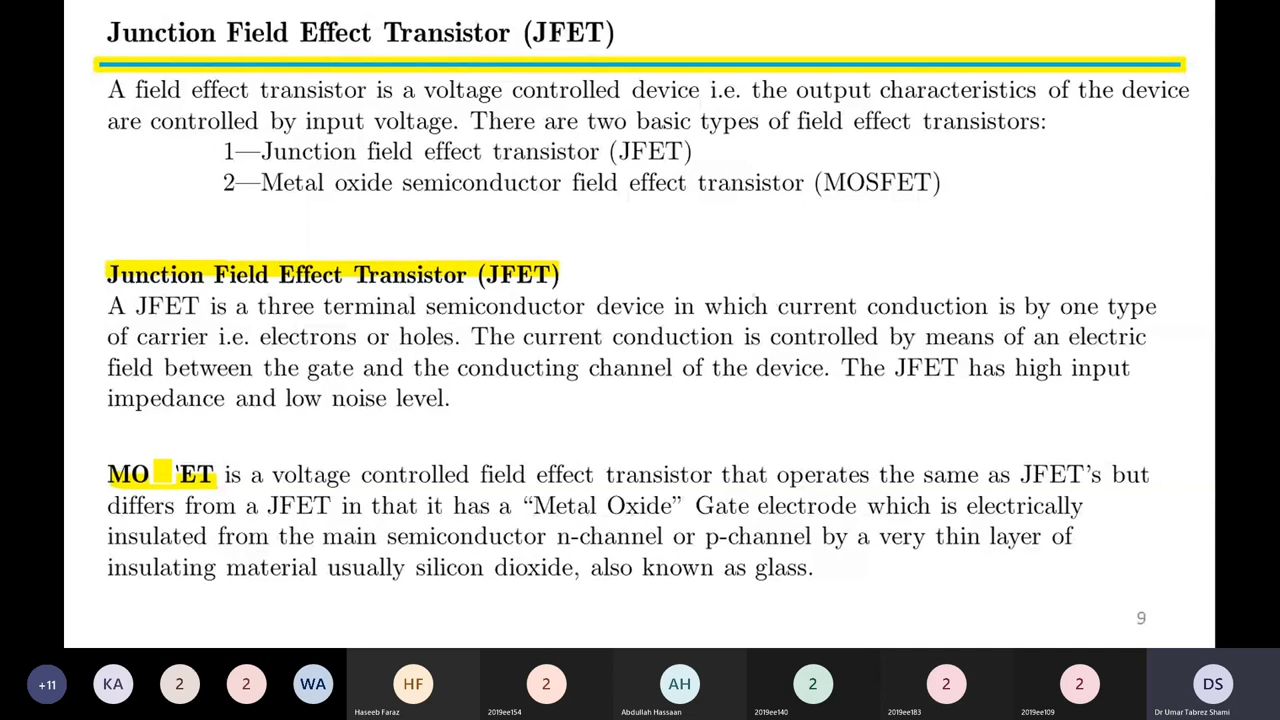 Junction Field Effect Transistor (JFET)
A field effect transistor is a voltage controlled device i.e. the output characteristics of the device
are controlled by input voltage. There are two basic types of field effect transistors:
1—Junction field effect transistor (JFET)
2—Metal oxide semiconductor field effect transistor (MOSFET)
Junction Field Effect Transistor (JFET)
A JFET is a three terminal semiconductor device in which current conduction is by one type
of carrier i.e. electrons or holes. The current conduction is controlled by means of an electric
field between the gate and the conducting channel of the device. The JFET has high input
impedance and low noise level.
MO ET is a voltage controlled field effect transistor that operates the same as JFET's but
differs from a JFET in that it has a “Metal Oxide” Gate electrode which is electrically
insulated from the main semiconductor n-channel or p-channel by a very thin layer of
insulating material usually silicon dioxide, also known as glass.
9
+11 KA 2 2 WA HF 2 AH 2 2 2 DS
Haseeb Faraz 2019ee154 Abdullah Hassaan 2019ee140 2019ee183 2019ee109 Dr Umar Tabrez Shami